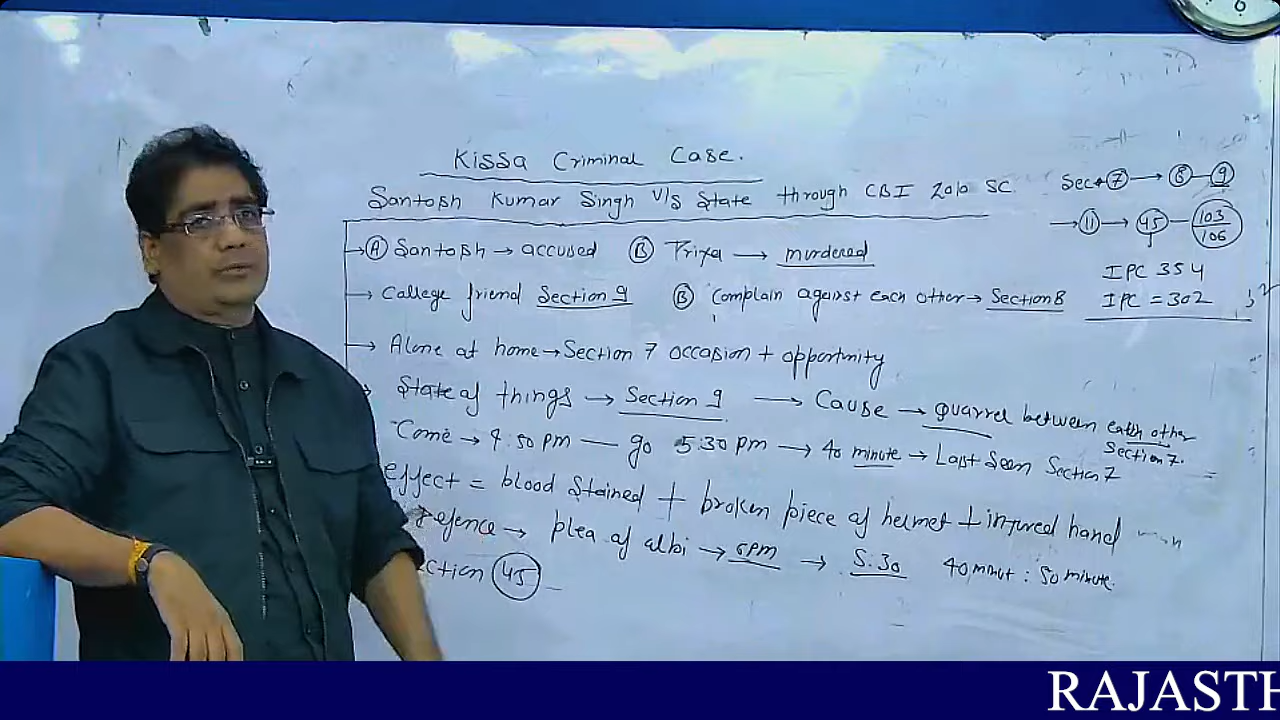 Kissa Criminal Case.
Santosh Kumar Singh V/s State through CBI 2010 SC
Sec. 7 → 8 - 9
→ 11 → 45 - 103/106
IPC 354
IPC = 302
→ A Santosh → accused B Priya → murdered
→ College friend Section 9 B Complain against each other → Section 8
→ Alone at home → Section 7 occasion + opportunity
State of things → Section 9 → Cause → quarrel between each other
Section 7.
Come → 4:50 pm — go 5:30 pm → 40 minute → Last Seen Section 7
effect = blood stained + broken piece of helmet + injured hand
Defence → plea of albi → 6PM → 5:30 40 minut : 50 minute.
ction 45
RAJASTH